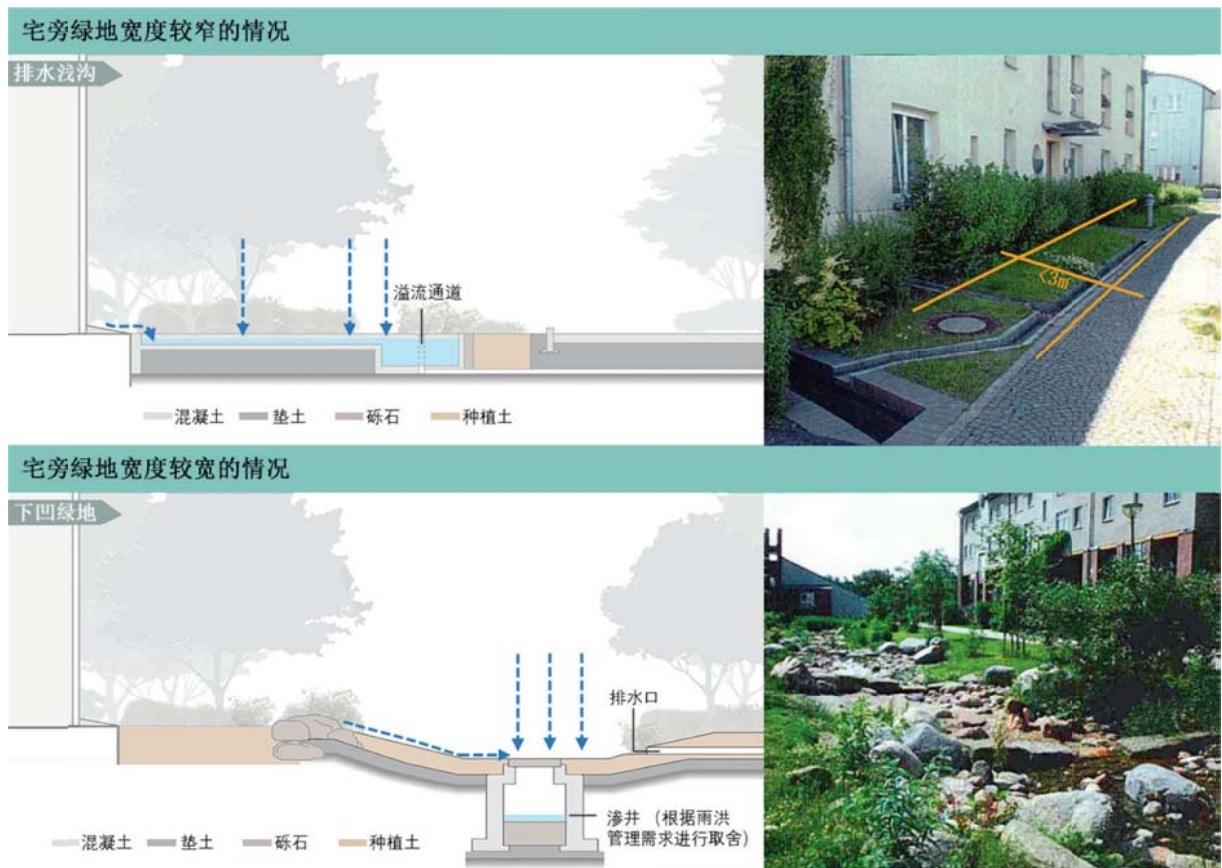 宅旁绿地宽度较窄的情况
排水浅沟
溢流通道
<3㎡
混凝土 垫土 砾石 种植土
宅旁绿地宽度较宽的情况
下凹绿地
排水口
渗井 (根据雨洪
管理需求进行取舍)
混凝土 垫土 砾石 种植土